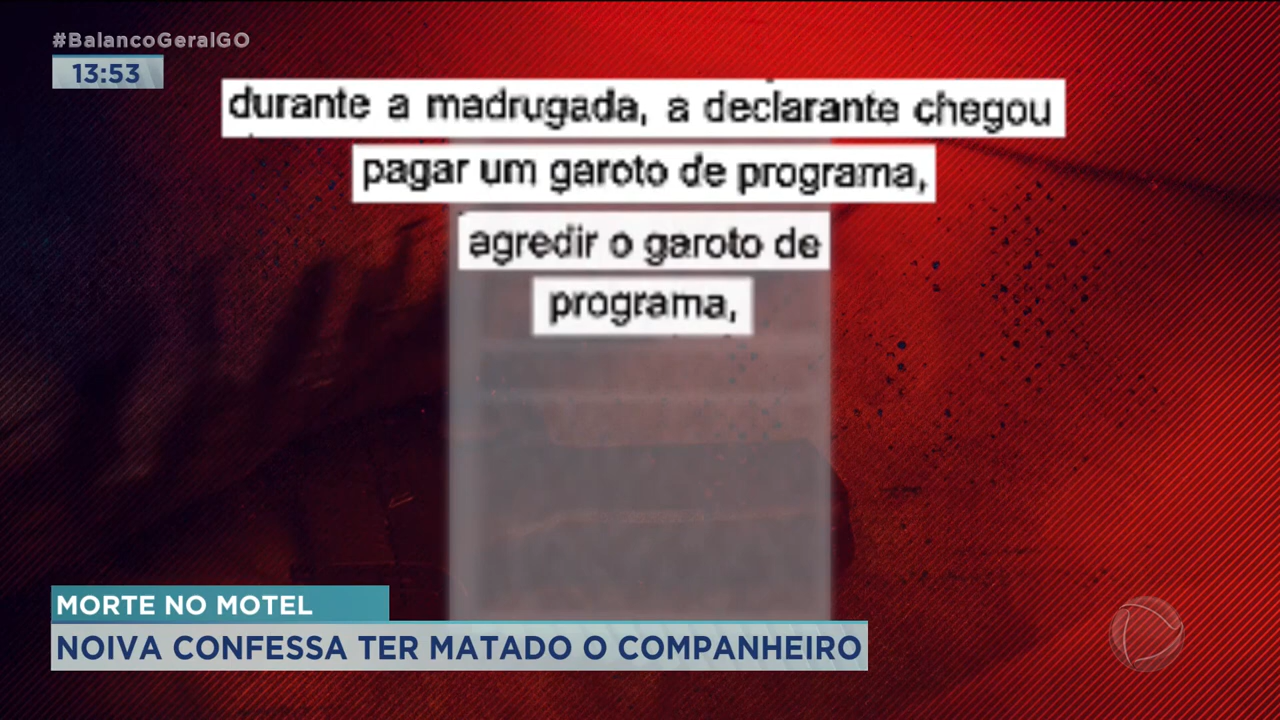 #BalancoGeralGO
13:53
durante a madrugada, a declarante chegou
pagar um garoto de programa,
agredir o garoto de
programa,
MORTE NO MOTEL
NOIVA CONFESSA TER MATADO O COMPANHEIRO